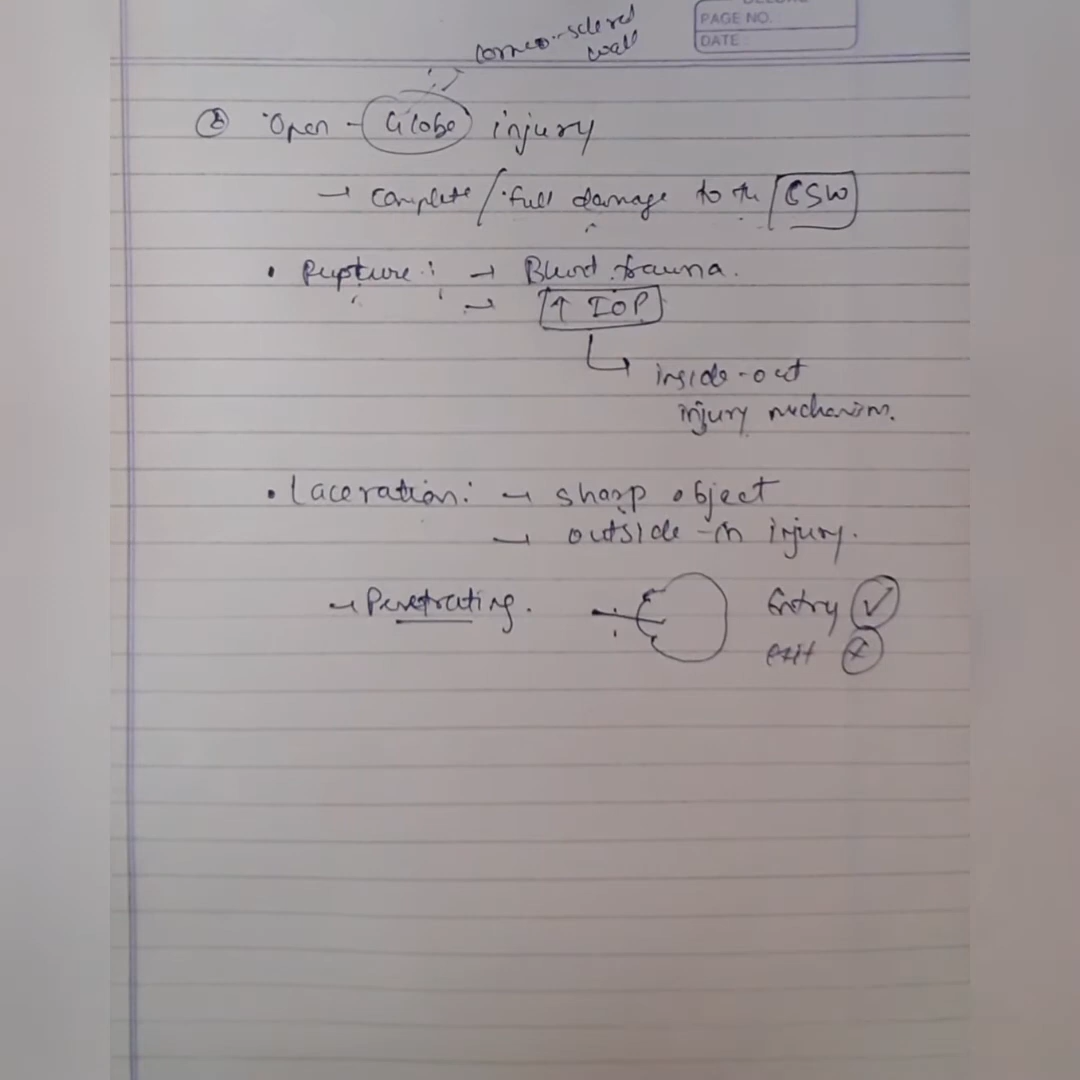 PAGE NO.
DATE
corneo-scleral
wall
② Open-Globe injury
→ complete/full damage to the CSW
• Rupture: → Blunt trauma.
→ ↑ IOP
inside-out
injury mechanism.
• Laceration: → sharp object
→ outside-in injury.
→ Penetrating. Entry ✓
exit ×